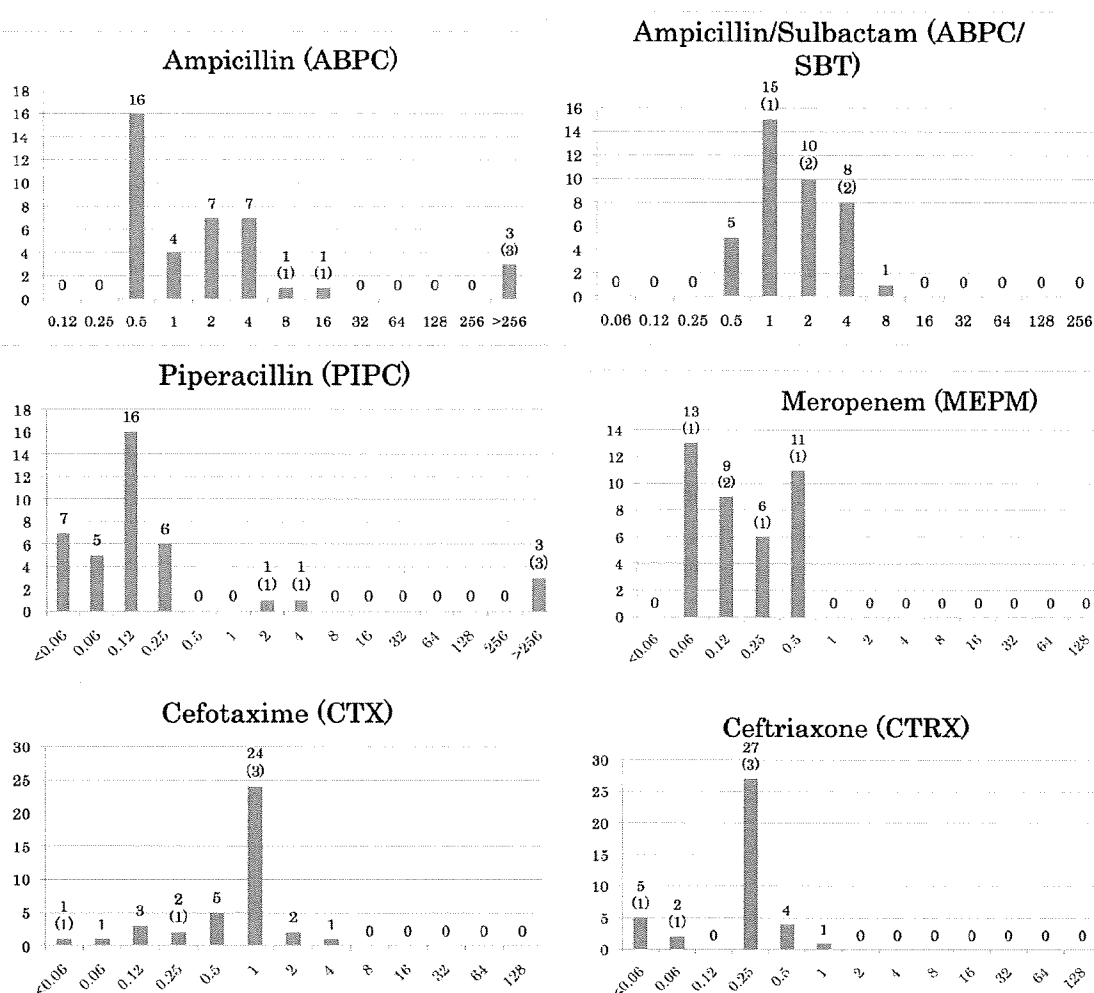 Ampicillin (ABPC)
18
16
14
12
10
8
6
4
2
0
0 0 16 4 7 7 1 (1) 1 (1) 0 0 0 0 3 (3)
0.12 0.25 0.5 1 2 4 8 16 32 64 128 256 >256
Ampicillin/Sulbactam (ABPC/
SBT)
16
14
12
10
8
6
4
2
0
0 0 0 5 15 (1) 10 (2) 8 (2) 1 0 0 0 0 0
0.06 0.12 0.25 0.5 1 2 4 8 16 32 64 128 256
Piperacillin (PIPC)
18
16
14
12
10
8
6
4
2
0
7 5 16 6 0 0 1 (1) 1 (1) 0 0 0 0 0 0 3 (3)
<0.06 0.06 0.12 0.25 0.5 1 2 4 8 16 32 64 128 256 >256
Meropenem (MEPM)
14
12
10
8
6
4
2
0
0 13 (1) 9 (2) 6 (1) 11 (1) 0 0 0 0 0 0 0 0
<0.06 0.06 0.12 0.25 0.5 1 2 4 8 16 32 64 128
Cefotaxime (CTX)
30
25
20
15
10
5
0
1 (1) 1 3 2 (1) 5 24 (3) 2 1 0 0 0 0 0
<0.06 0.06 0.12 0.25 0.5 1 2 4 8 16 32 64 128
Ceftriaxone (CTRX)
30
25
20
15
10
5
0
5 (1) 2 (1) 0 27 (3) 4 1 0 0 0 0 0 0 0
<0.06 0.06 0.12 0.25 0.5 1 2 4 8 16 32 64 128